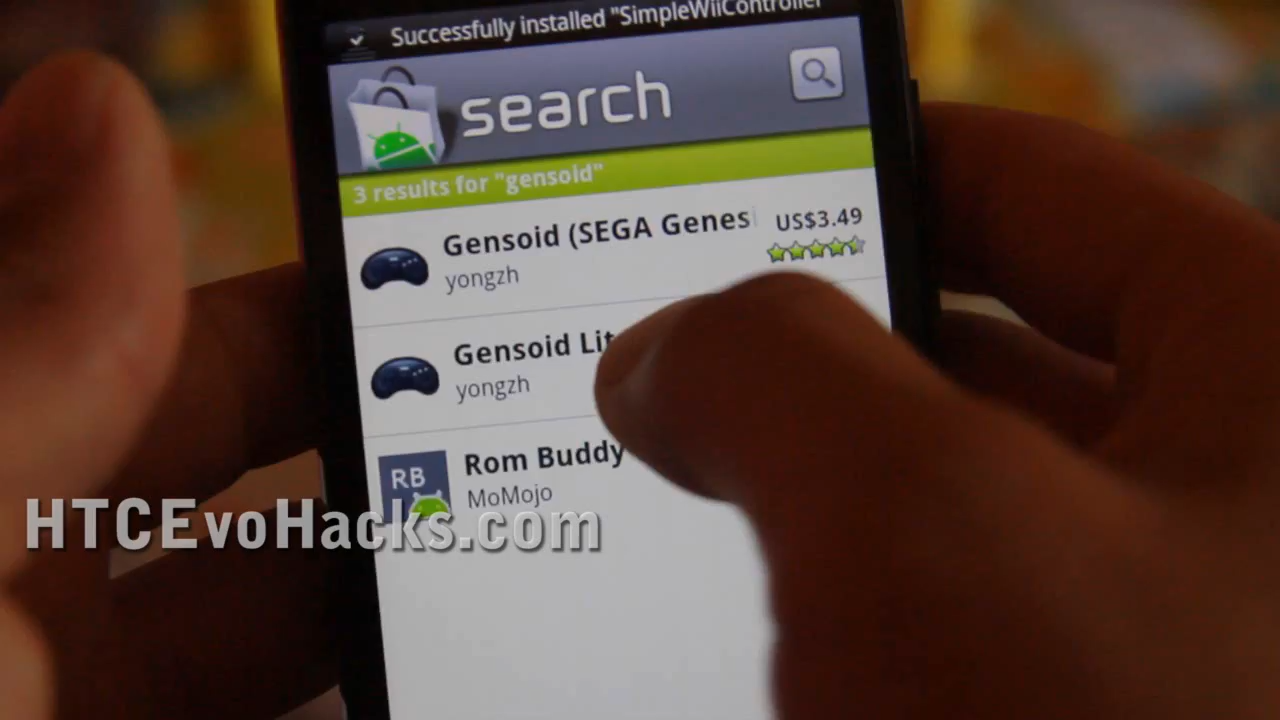 Successfully installed "SimpleWiiController
search
3 results for "gensoid"
Gensoid (SEGA Genesi
US$3.49
yongzh
Gensoid Lit
yongzh
RB
Rom Buddy
MoMojo
HTCEvoHacks.com